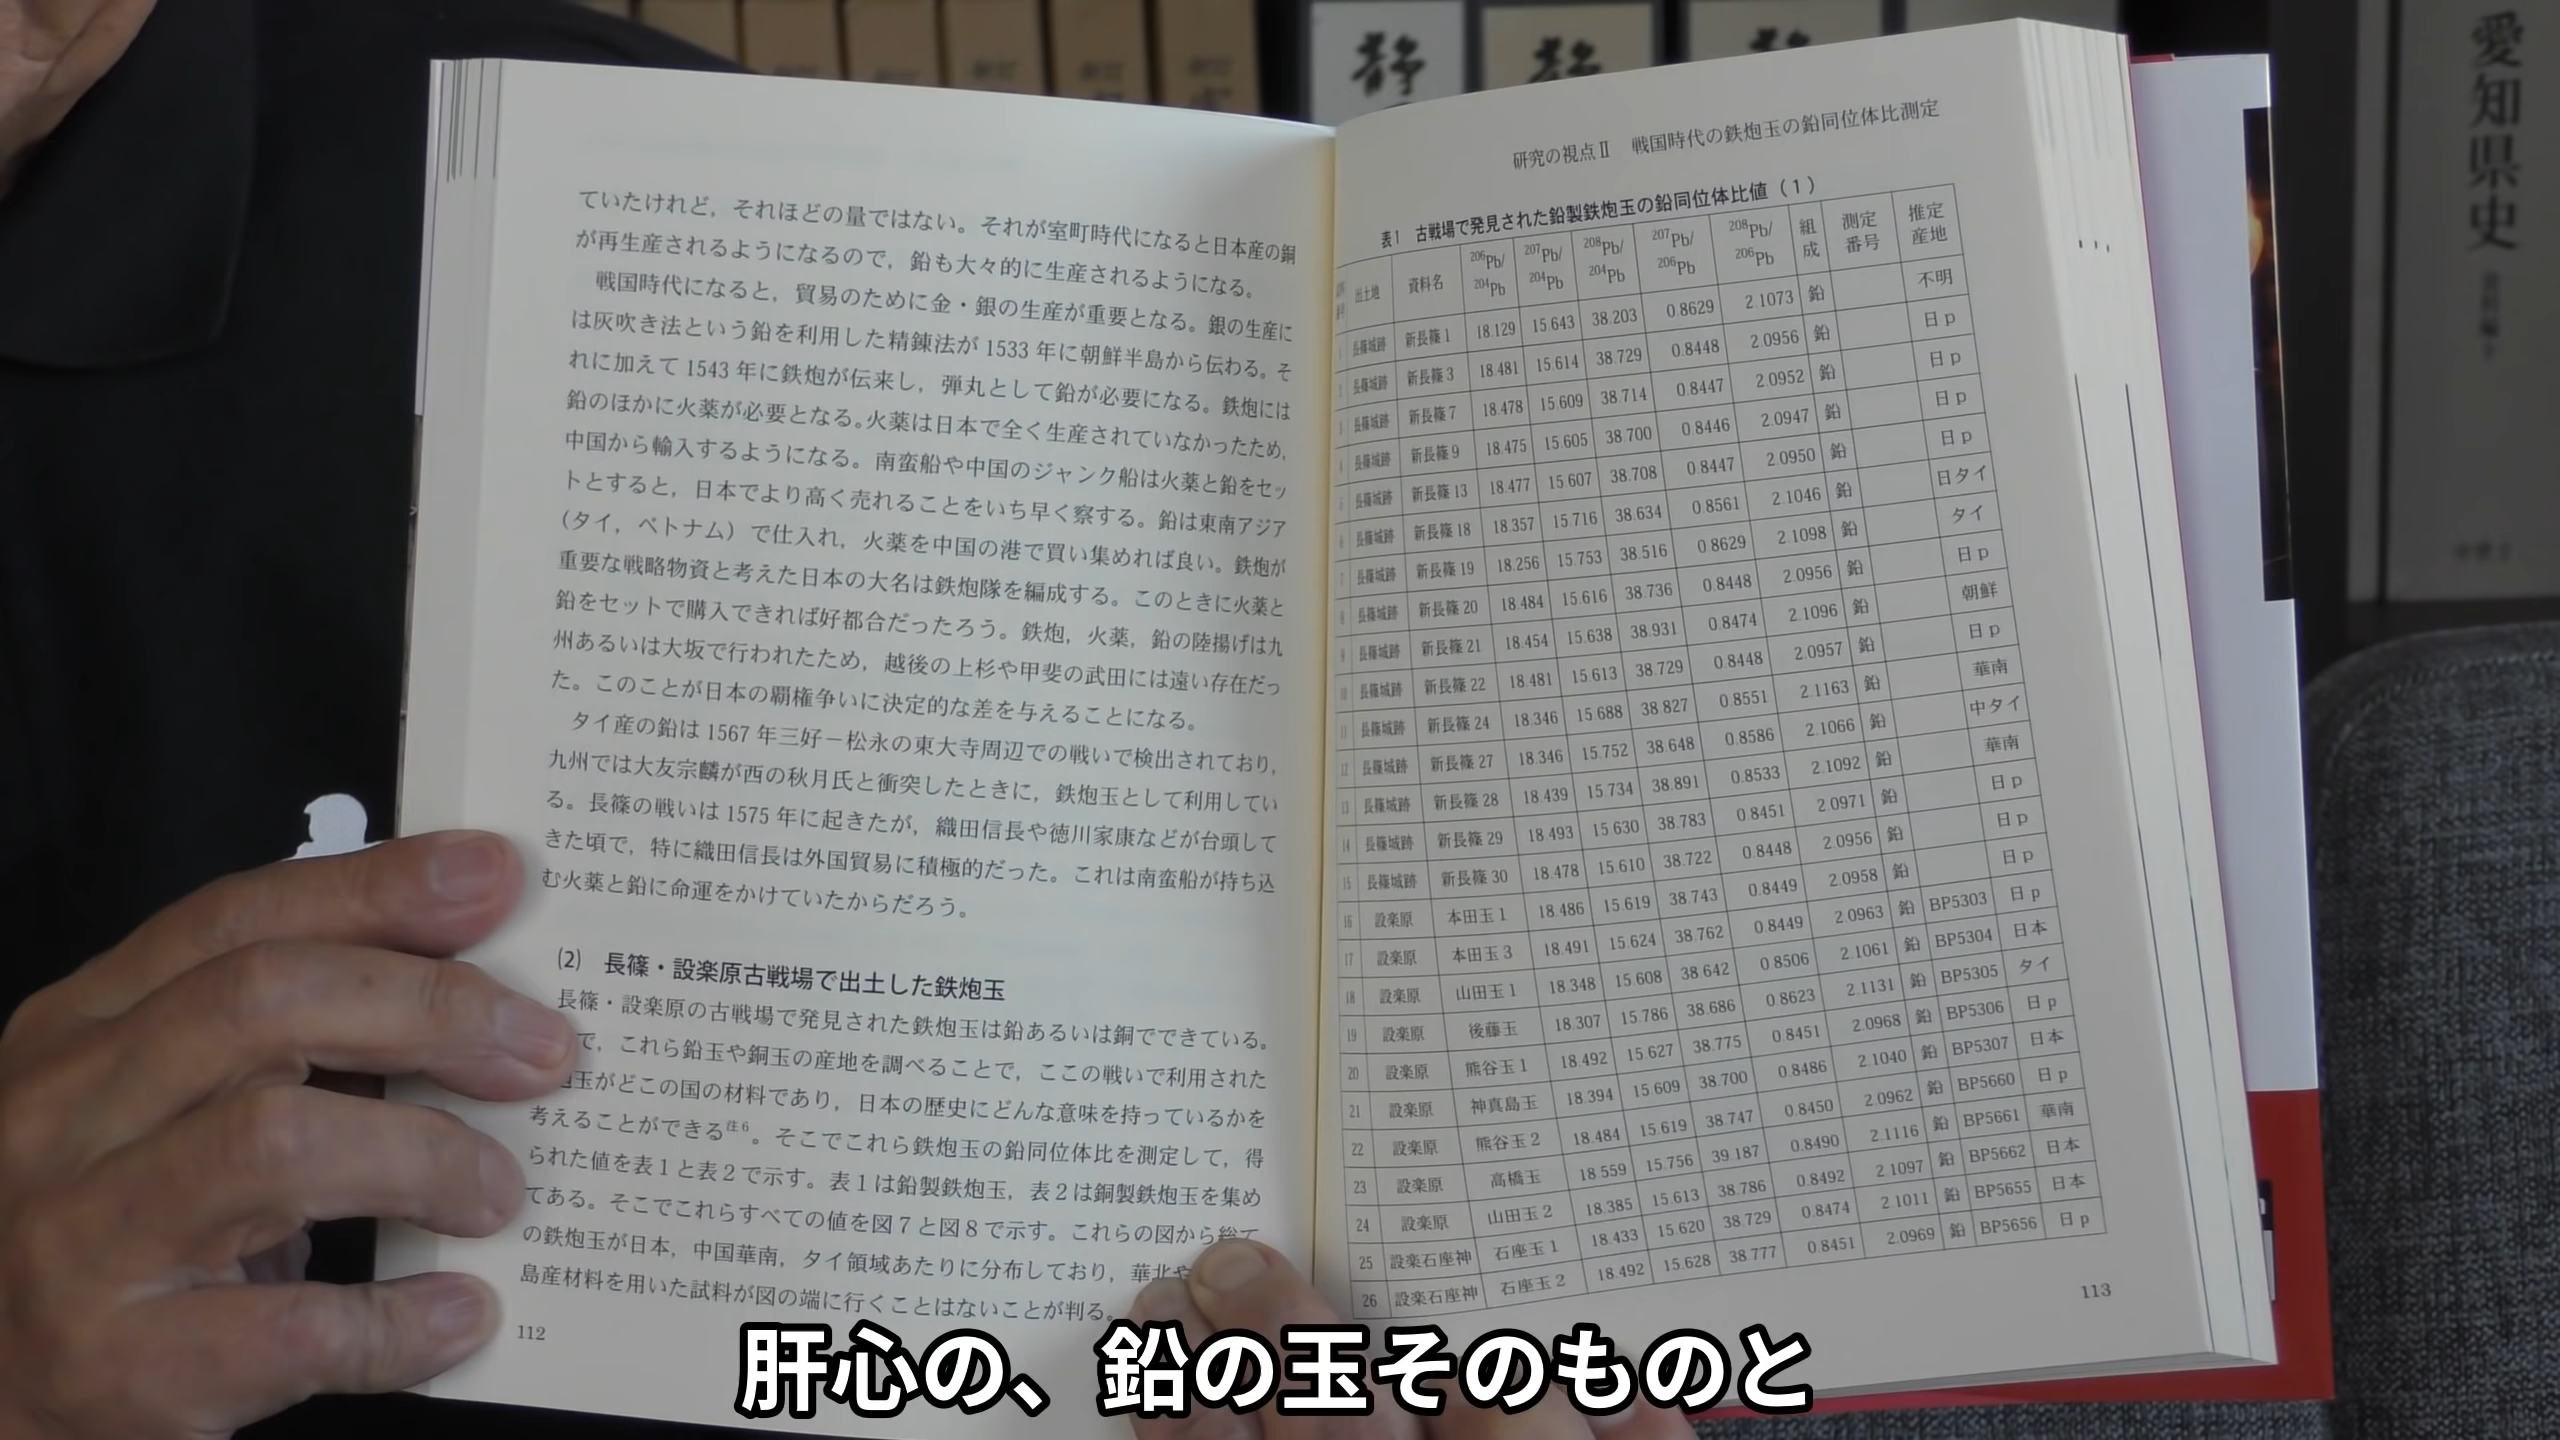 ていたけれど，それほどの量ではない。それが室町時代になると日本産の銅
が再生産されるようになるので，鉛も大々的に生産されるようになる。
戦国時代になると，貿易のために金・銀の生産が重要となる。銀の生産に
は灰吹き法という鉛を利用した精錬法が 1533 年に朝鮮半島から伝わる。そ
れに加えて 1543 年に鉄炮が伝来し，弾丸として鉛が必要になる。鉄炮には
鉛のほかに火薬が必要となる。火薬は日本で全く生産されていなかったため，
中国から輸入するようになる。南蛮船や中国のジャンク船は火薬と鉛をセッ
トとすると，日本でより高く売れることをいち早く察する。鉛は東南アジア
（タイ，ベトナム）で仕入れ，火薬を中国の港で買い集めれば良い。鉄炮が
重要な戦略物資と考えた日本の大名は鉄炮隊を編成する。このときに火薬と
鉛をセットで購入できれば好都合だったろう。鉄炮，火薬，鉛の陸揚げは九
州あるいは大坂で行われたため，越後の上杉や甲斐の武田には遠い存在だっ
た。このことが日本の覇権争いに決定的な差を与えることになる。
タイ産の鉛は 1567 年三好－松永の東大寺周辺での戦いで検出されており，
九州では大友宗麟が西の秋月氏と衝突したときに，鉄炮玉として利用してい
る。長篠の戦いは 1575 年に起きたが，織田信長や徳川家康などが台頭して
きた頃で，特に織田信長は外国貿易に積極的だった。これは南蛮船が持ち込
む火薬と鉛に命運をかけていたからだろう。
(2) 長篠・設楽原古戦場で出土した鉄炮玉
長篠・設楽原の古戦場で発見された鉄炮玉は鉛あるいは銅でできている。
で，これら鉛玉や銅玉の産地を調べることで，ここの戦いで利用された
玉がどこの国の材料であり，日本の歴史にどんな意味を持っているかを
考えることができる注6。そこでこれら鉄炮玉の鉛同位体比を測定して，得
られた値を表1と表2で示す。表1は鉛製鉄炮玉，表2は銅製鉄炮玉を集め
てある。そこでこれらすべての値を図7と図8で示す。これらの図から総て
の鉄炮玉が日本，中国華南，タイ領域あたりに分布しており，華北や
島産材料を用いた試料が図の端に行くことはないことが判る。
112
研究の視点Ⅱ 戦国時代の鉄炮玉の鉛同位体比測定
表1 古戦場で発見された鉛製鉄炮玉の鉛同位体比値（1）
出土地 資料名 206Pb/204Pb 207Pb/204Pb 208Pb/204Pb 207Pb/206Pb 208Pb/206Pb 組成 測定番号 推定産地
1 長篠城跡 新長篠1 18.129 15.643 38.203 0.8629 2.1073 鉛 不明
2 長篠城跡 新長篠3 18.481 15.614 38.729 0.8448 2.0956 鉛 日p
3 長篠城跡 新長篠7 18.478 15.609 38.714 0.8447 2.0952 鉛 日p
4 長篠城跡 新長篠9 18.475 15.605 38.700 0.8446 2.0947 鉛 日p
5 長篠城跡 新長篠13 18.477 15.607 38.708 0.8447 2.0950 鉛 日p
6 長篠城跡 新長篠18 18.357 15.716 38.634 0.8561 2.1046 鉛 日タイ
7 長篠城跡 新長篠19 18.256 15.753 38.516 0.8629 2.1098 鉛 タイ
8 長篠城跡 新長篠20 18.484 15.616 38.736 0.8448 2.0956 鉛 日p
9 長篠城跡 新長篠21 18.454 15.638 38.931 0.8474 2.1096 鉛 朝鮮
10 長篠城跡 新長篠22 18.481 15.613 38.729 0.8448 2.0957 鉛 日p
11 長篠城跡 新長篠24 18.346 15.688 38.827 0.8551 2.1163 鉛 華南
12 長篠城跡 新長篠27 18.346 15.752 38.648 0.8586 2.1066 鉛 中タイ
13 長篠城跡 新長篠28 18.439 15.734 38.891 0.8533 2.1092 鉛 華南
14 長篠城跡 新長篠29 18.493 15.630 38.783 0.8451 2.0971 鉛 日p
15 長篠城跡 新長篠30 18.478 15.610 38.722 0.8448 2.0956 鉛 日p
16 設楽原 本田玉1 18.486 15.619 38.743 0.8449 2.0958 鉛 日p
17 設楽原 本田玉3 18.491 15.624 38.762 0.8449 2.0963 鉛 BP5303 日p
18 設楽原 山田玉1 18.348 15.608 38.642 0.8506 2.1061 鉛 BP5304 日本
19 設楽原 後藤玉 18.307 15.786 38.686 0.8623 2.1131 鉛 BP5305 タイ
20 設楽原 熊谷玉1 18.492 15.627 38.775 0.8451 2.0968 鉛 BP5306 日p
21 設楽原 神真島玉 18.394 15.609 38.700 0.8486 2.1040 鉛 BP5307 日本
22 設楽原 熊谷玉2 18.484 15.619 38.747 0.8450 2.0962 鉛 BP5660 日p
23 設楽原 高橋玉 18.559 15.756 39.187 0.8490 2.1116 鉛 BP5661 華南
24 設楽原 山田玉2 18.385 15.613 38.786 0.8492 2.1097 鉛 BP5662 日本
25 設楽石座神 石座玉1 18.433 15.620 38.729 0.8474 2.1011 鉛 BP5655 日本
26 設楽石座神 石座玉2 18.492 15.628 38.777 0.8451 2.0969 鉛 BP5656 日p
113
静
静
愛知県史
肝心の、鉛の玉そのものと